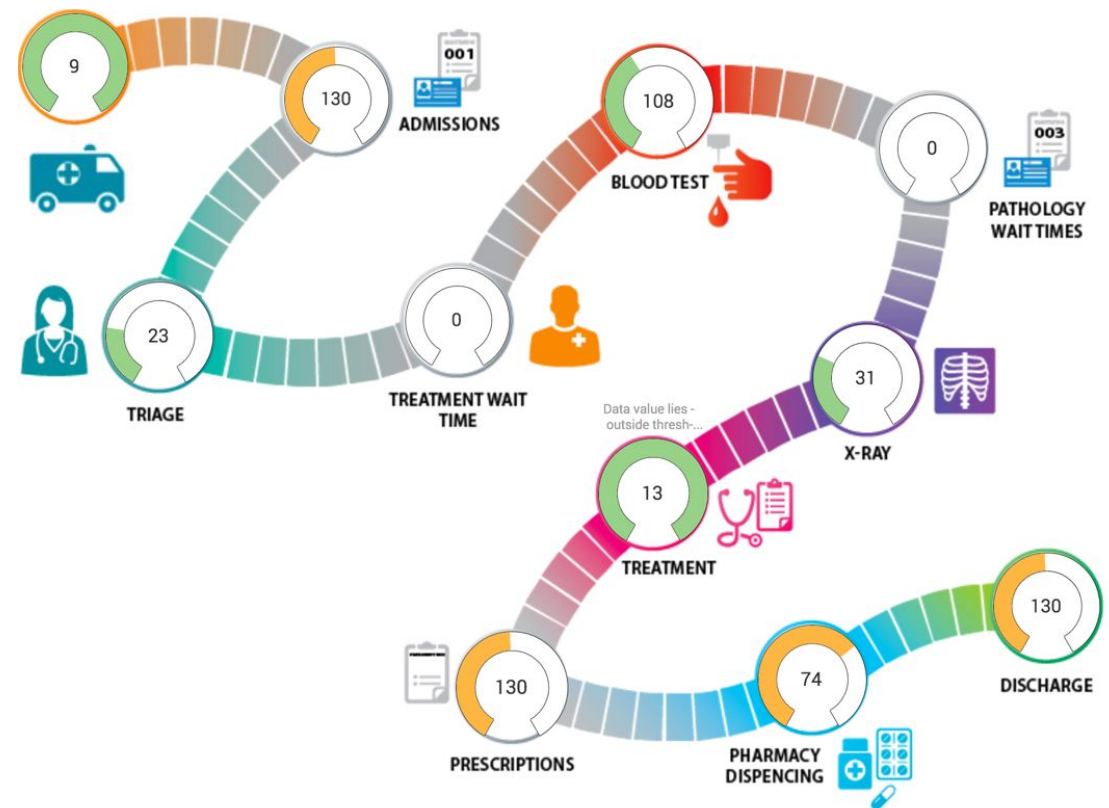 9
130
001
ADMISSIONS
108
BLOOD TEST
0
003
PATHOLOGY
WAIT TIMES
23
TRIAGE
0
TREATMENT WAIT
TIME
31
X-RAY
Data value lies -
outside thresh-...
13
TREATMENT
130
PRESCRIPTIONS
74
PHARMACY
DISPENCING
130
DISCHARGE